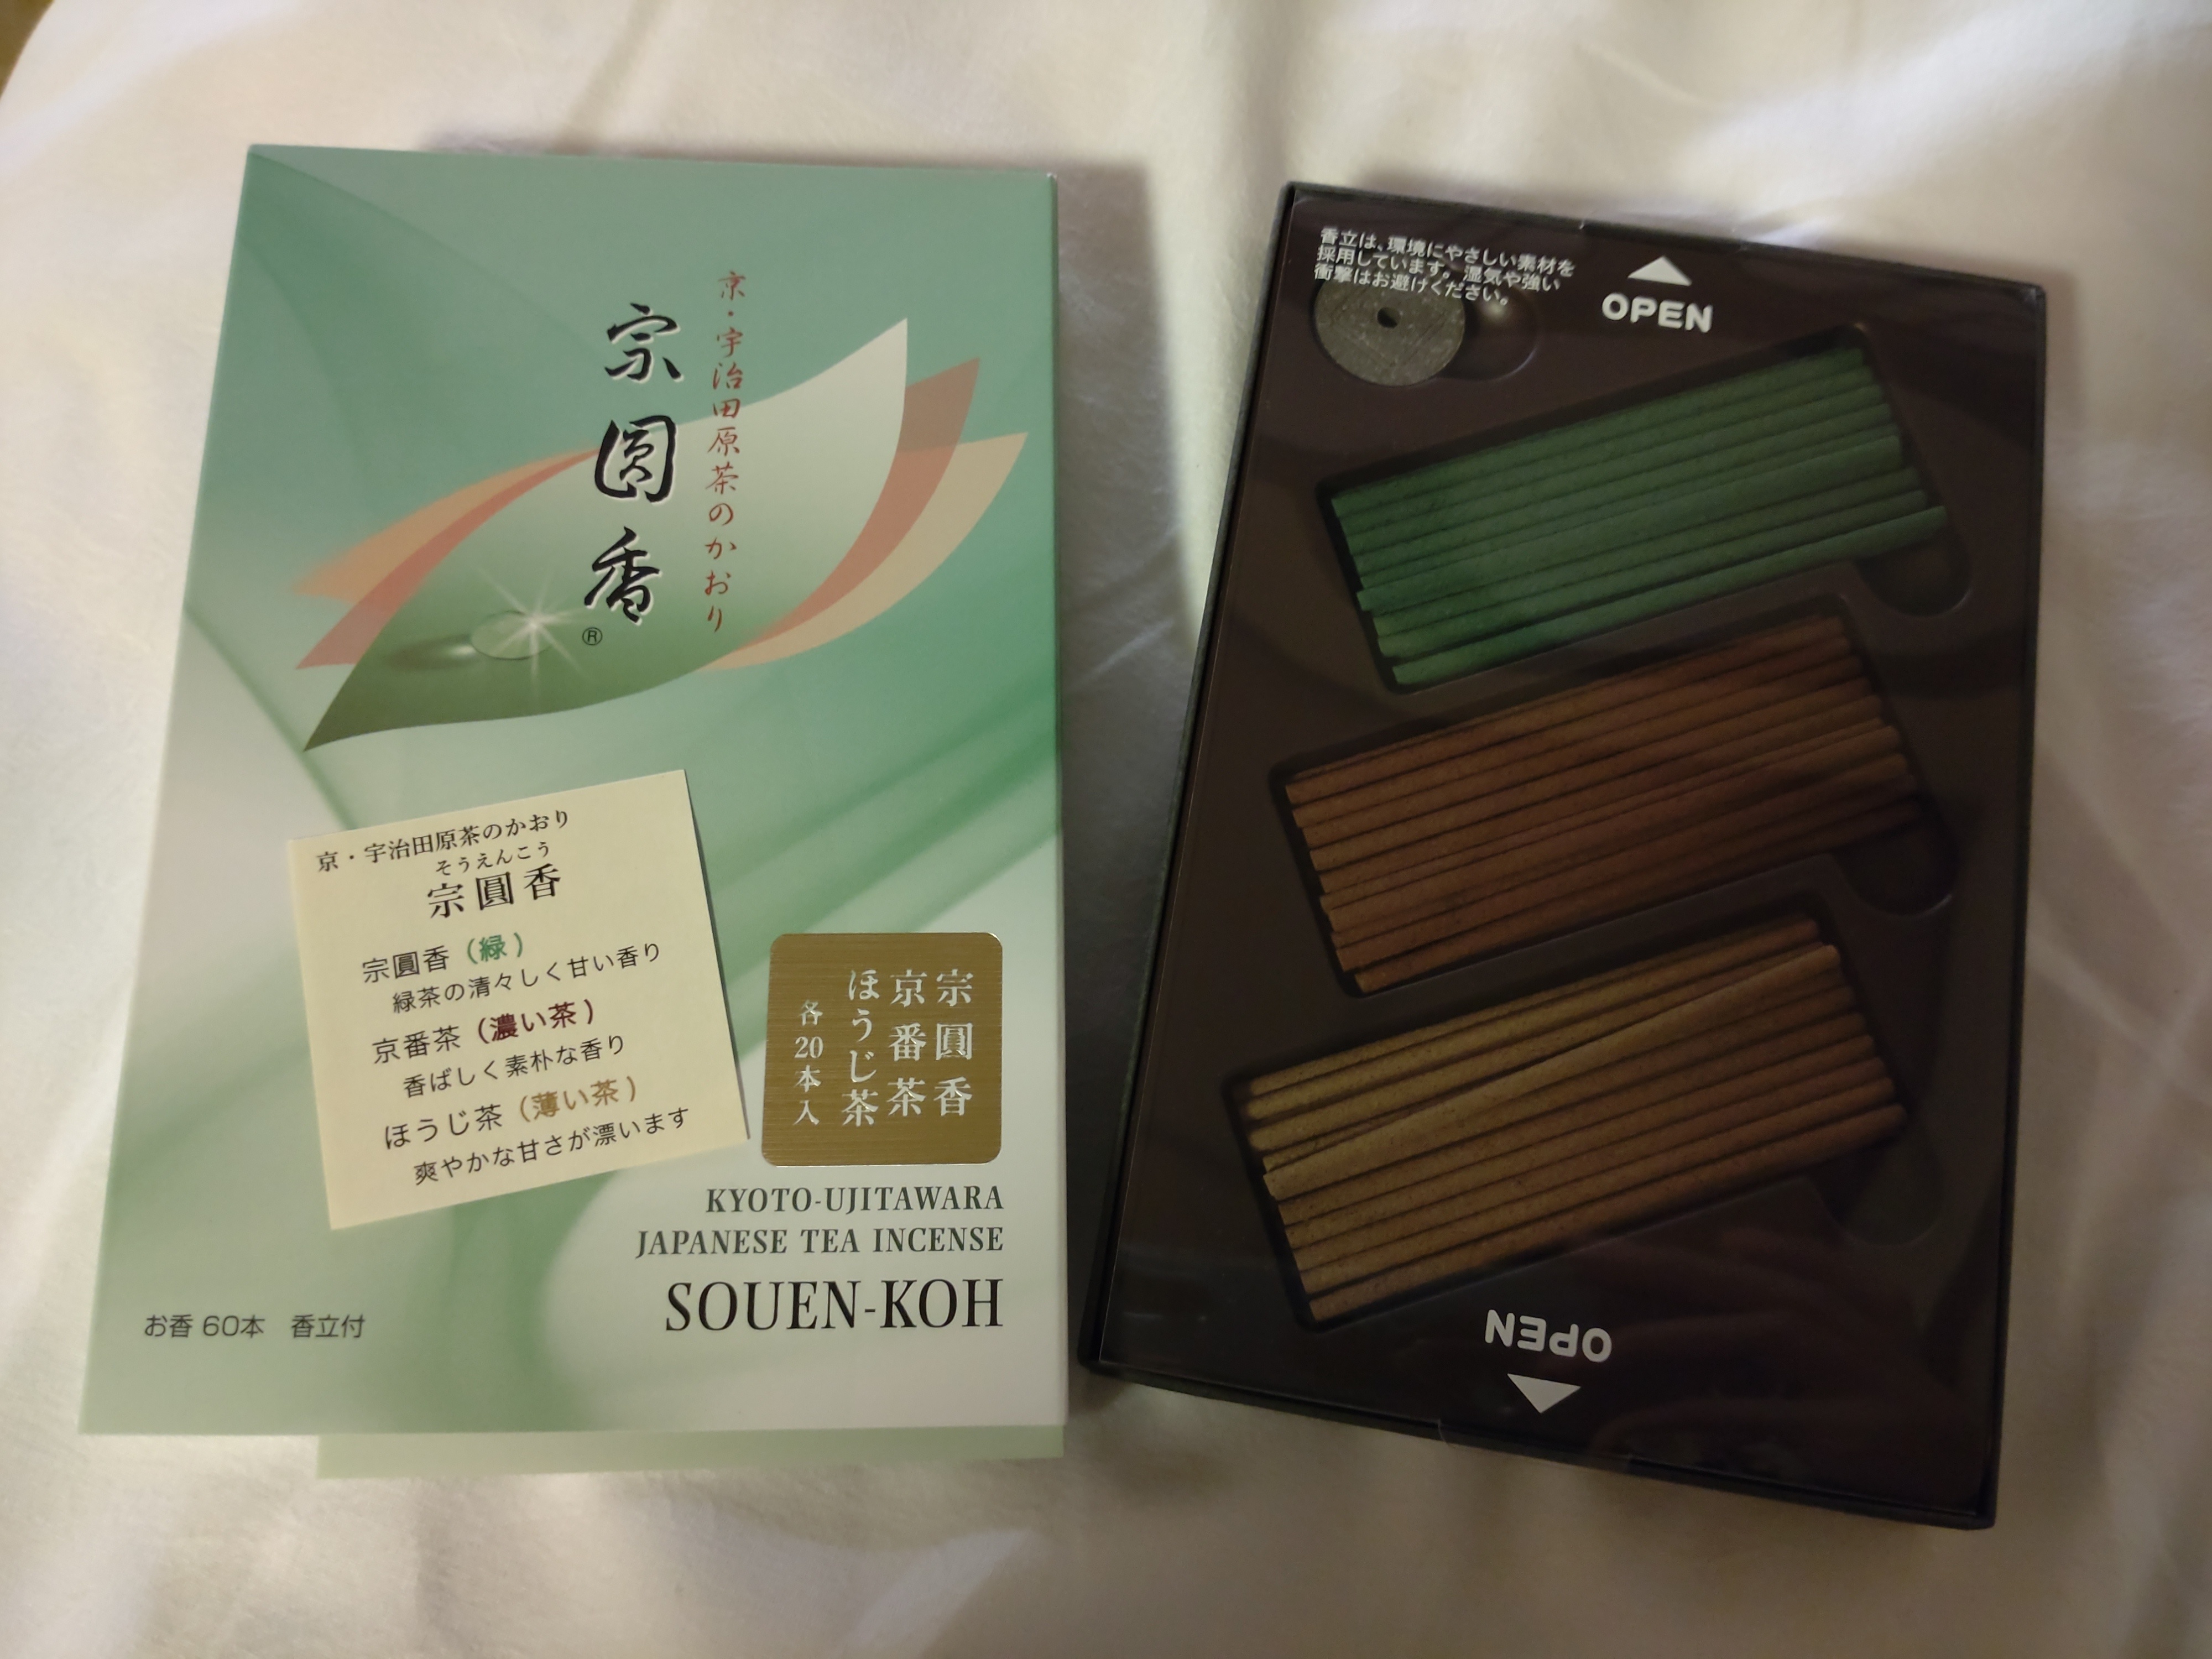 京・宇治田原茶のかおり
宗圓香
®
京・宇治田原茶のかおり
そうえんこう
宗圓香
宗圓香（緑）
緑茶の清々しく甘い香り
京番茶（濃い茶）
香ばしく素朴な香り
ほうじ茶（薄い茶）
爽やかな甘さが漂います
宗圓香
京番茶
ほうじ茶
各20本入
KYOTO-UJITAWARA
JAPANESE TEA INCENSE
SOUEN-KOH
お香 60本 香立付
香立は、環境にやさしい素材を
採用しています。湿気や強い
衝撃はお避けください。
OPEN
OPEN